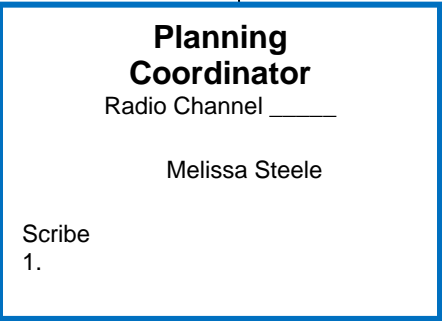 Planning
Coordinator
Radio Channel _____
Melissa Steele
Scribe
1.